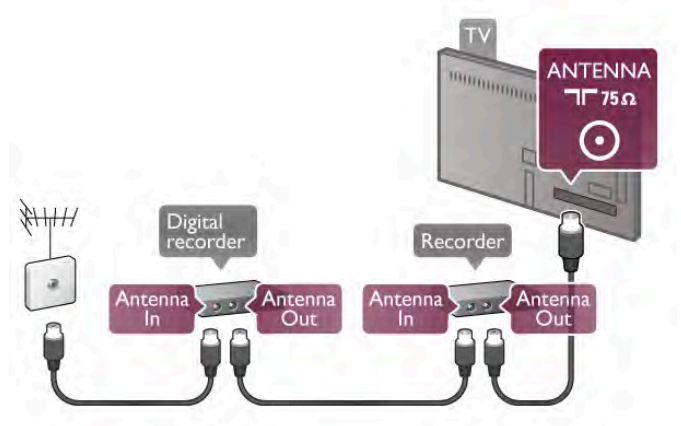 TV
ANTENNA
75Ω
Digital
recorder
Recorder
Antenna
In
Antenna
Out
Antenna
In
Antenna
Out